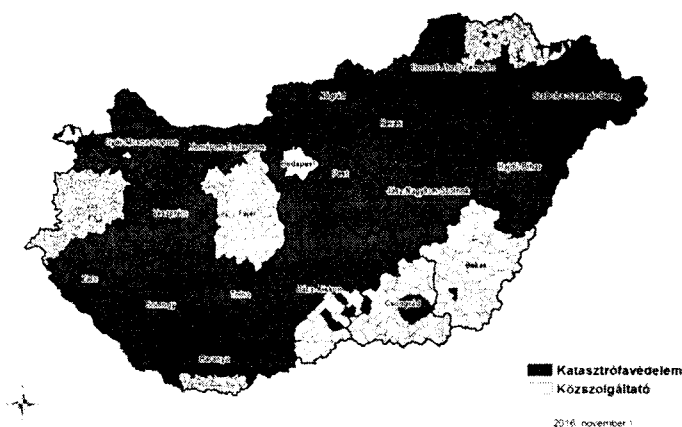 Borsod-Abaúj-Zemplén
Nógrád
Szabolcs-Szatmár-Bereg
Heves
Győr-Moson-Sopron
Komárom-Esztergom
Budapest
Hajdú-Bihar
Pest
Jász-Nagykun-Szolnok
Vas
Veszprém
Fejér
Békés
Zala
Tolna
Bács-Kiskun
Somogy
Csongrád
Baranya
Katasztrófavédelem
Közszolgáltató
2016. november 1